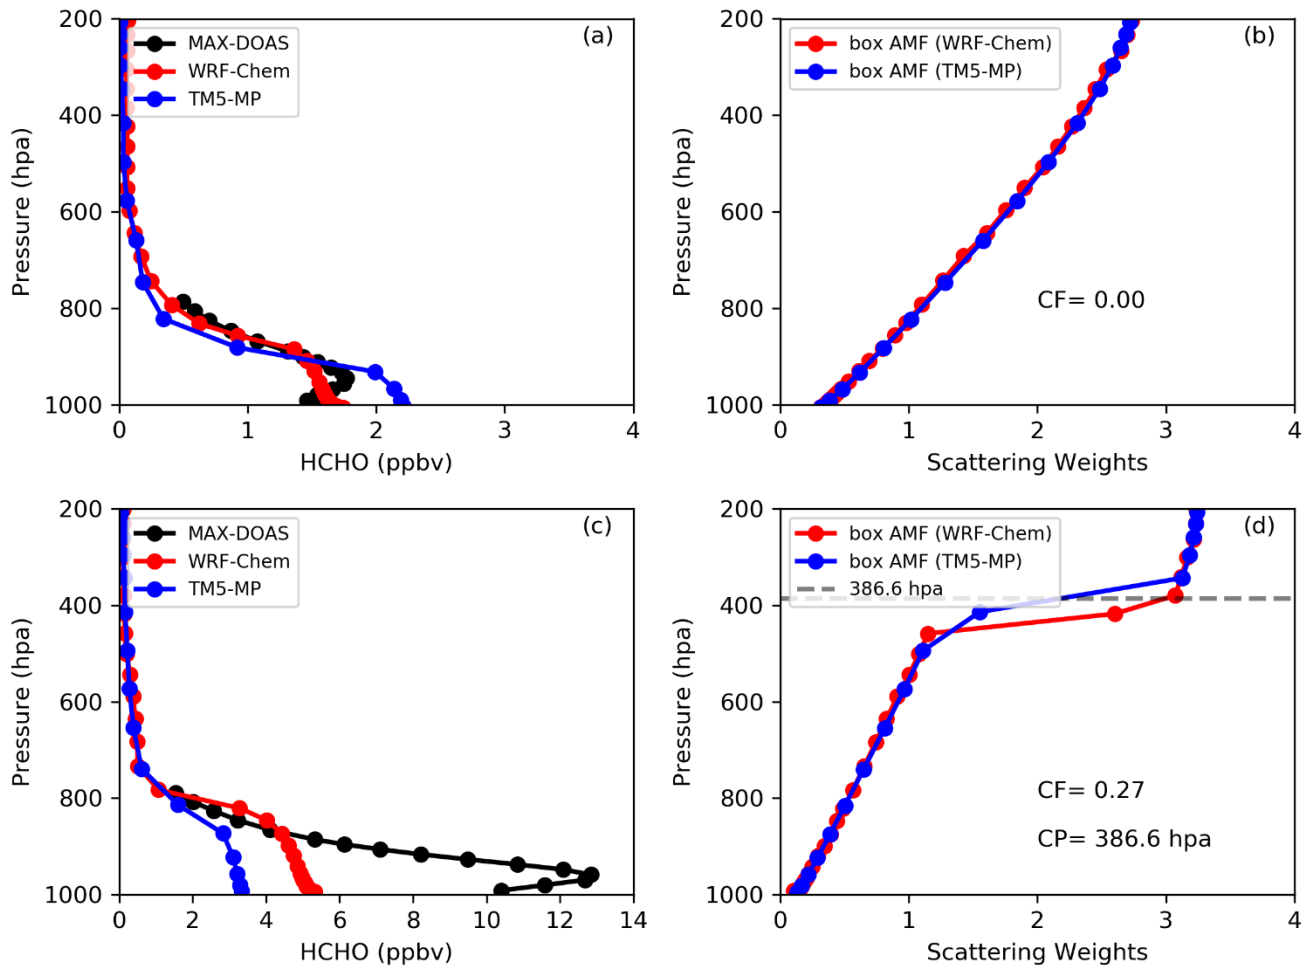 200
400
600
800
1000
Pressure (hpa)
MAX-DOAS
WRF-Chem
TM5-MP
(a)
0 1 2 3 4
HCHO (ppbv)
200
400
600
800
1000
Pressure (hpa)
box AMF (WRF-Chem)
box AMF (TM5-MP)
(b)
CF= 0.00
0 1 2 3 4
Scattering Weights
200
400
600
800
1000
Pressure (hpa)
MAX-DOAS
WRF-Chem
TM5-MP
(c)
0 2 4 6 8 10 12 14
HCHO (ppbv)
200
400
600
800
1000
Pressure (hpa)
box AMF (WRF-Chem)
box AMF (TM5-MP)
386.6 hpa
(d)
CF= 0.27
CP= 386.6 hpa
0 1 2 3 4
Scattering Weights